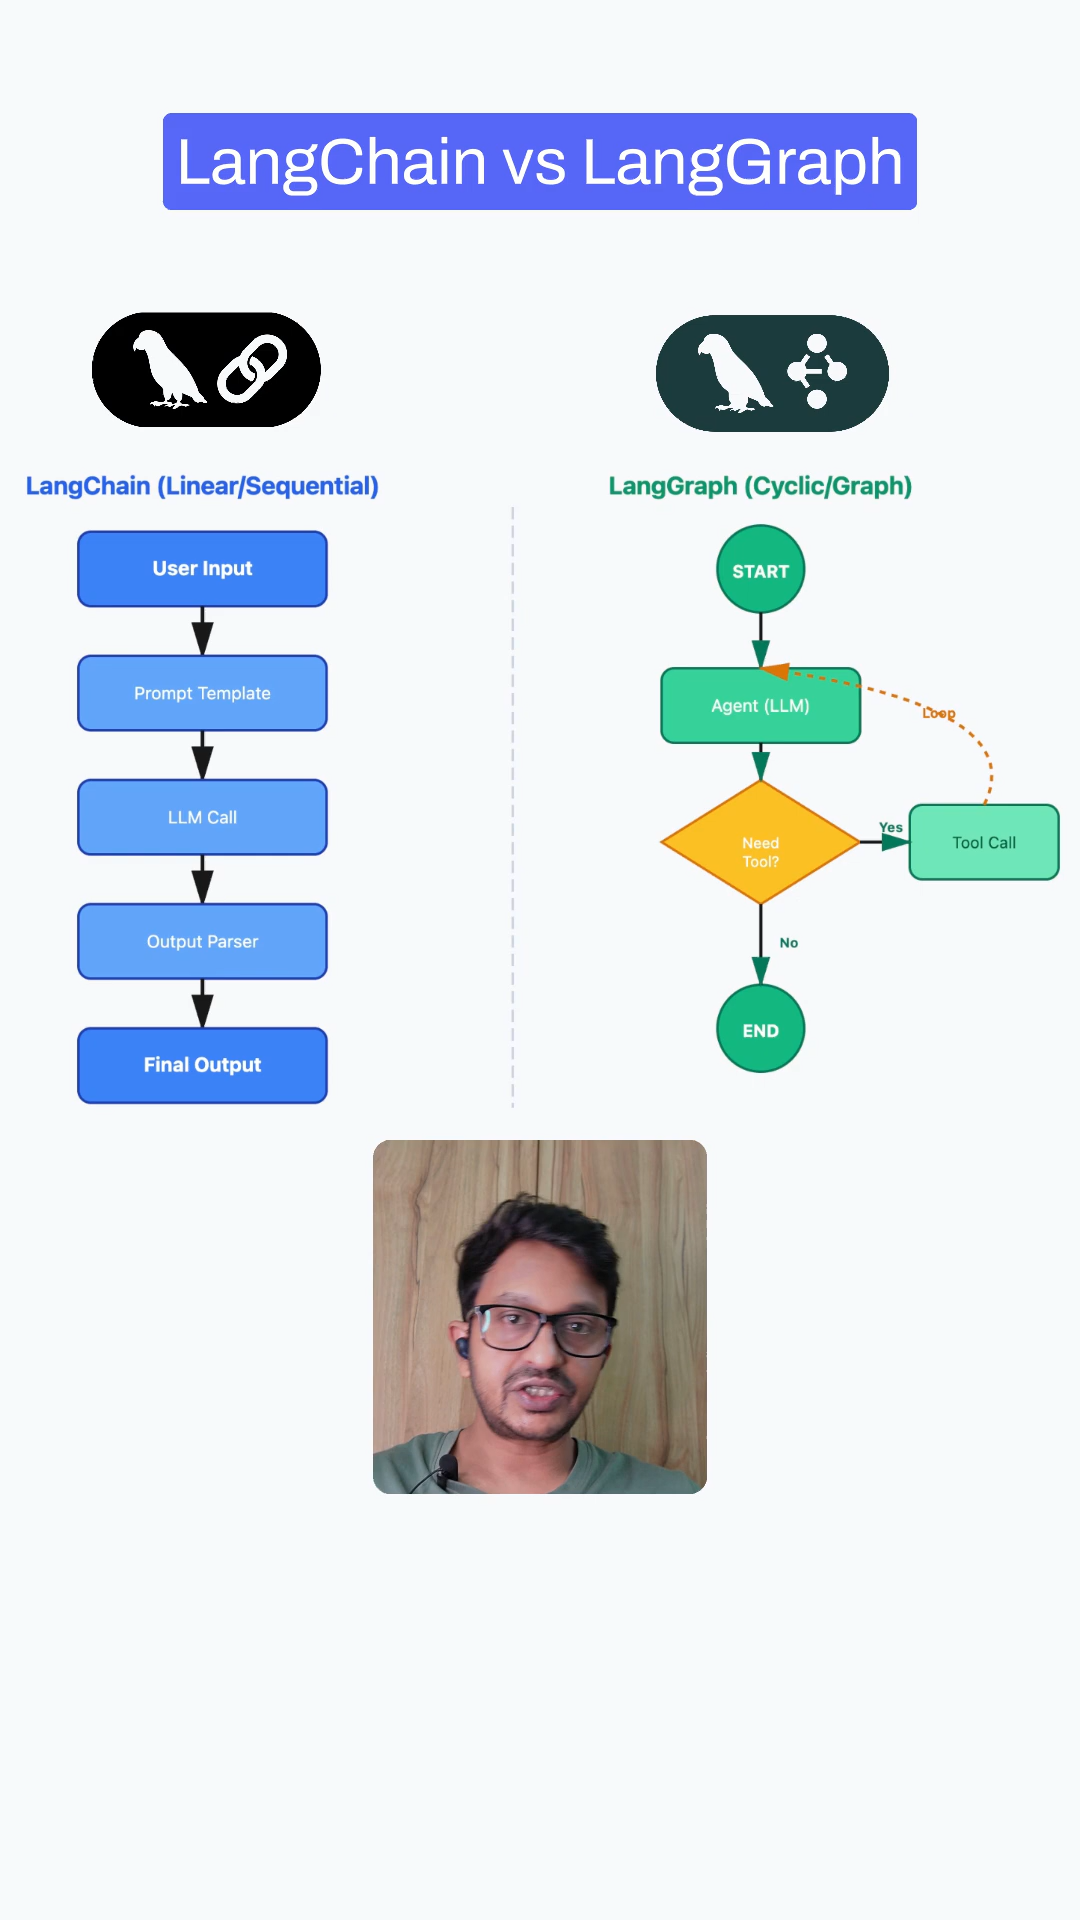 LangChain vs LangGraph
LangChain (Linear/Sequential)
User Input
Prompt Template
LLM Call
Output Parser
Final Output
LangGraph (Cyclic/Graph)
START
Agent (LLM)
Loop
Need
Tool?
Yes
Tool Call
No
END